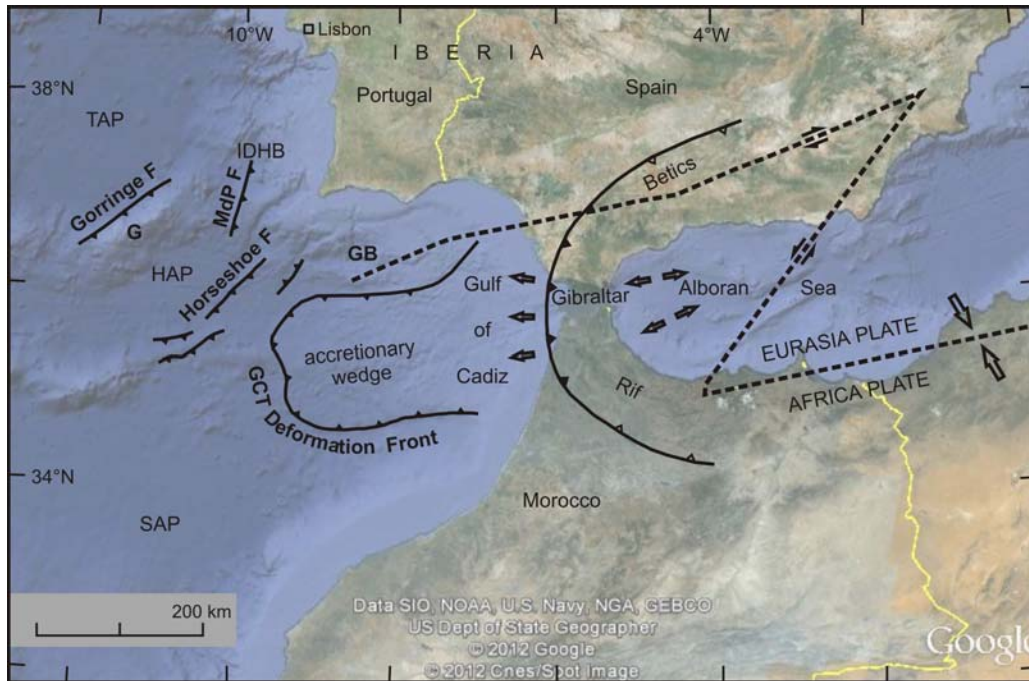 10°W
Lisbon
4°W
I B E R I A
38°N
Portugal
Spain
TAP
IDHB
Gorringe F
MdP F
Betics
G
GB
HAP
Horseshoe F
Gulf
Gibraltar
Alboran
Sea
of
accretionary
wedge
EURASIA PLATE
Cadiz
Rif
AFRICA PLATE
GCT Deformation Front
34°N
Morocco
SAP
200 km
Data SIO, NOAA, U.S. Navy, NGA, GEBCO
US Dept of State Geographer
© 2012 Google
© 2012 Cnes/Spot Image
Google